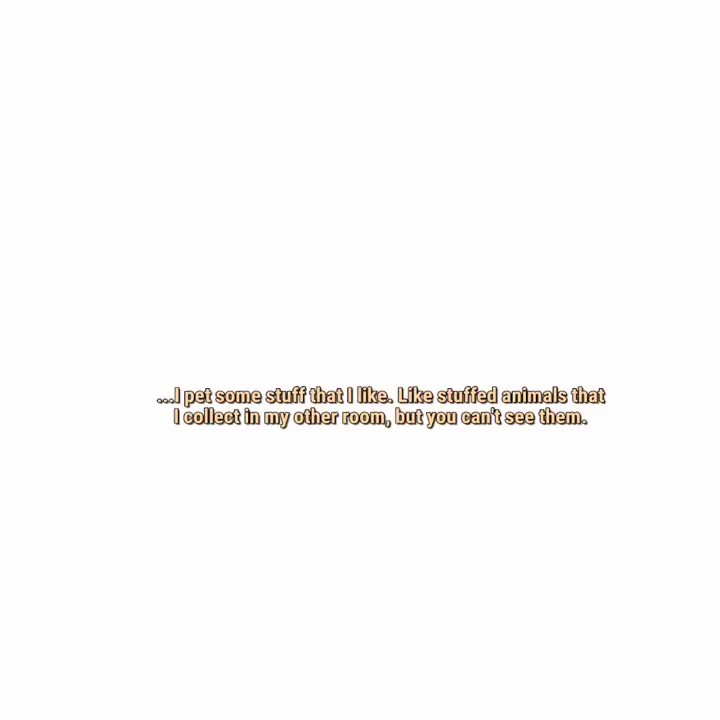 ...I pet some stuff that I like. Like stuffed animals that
I collect in my other room, but you can't see them.